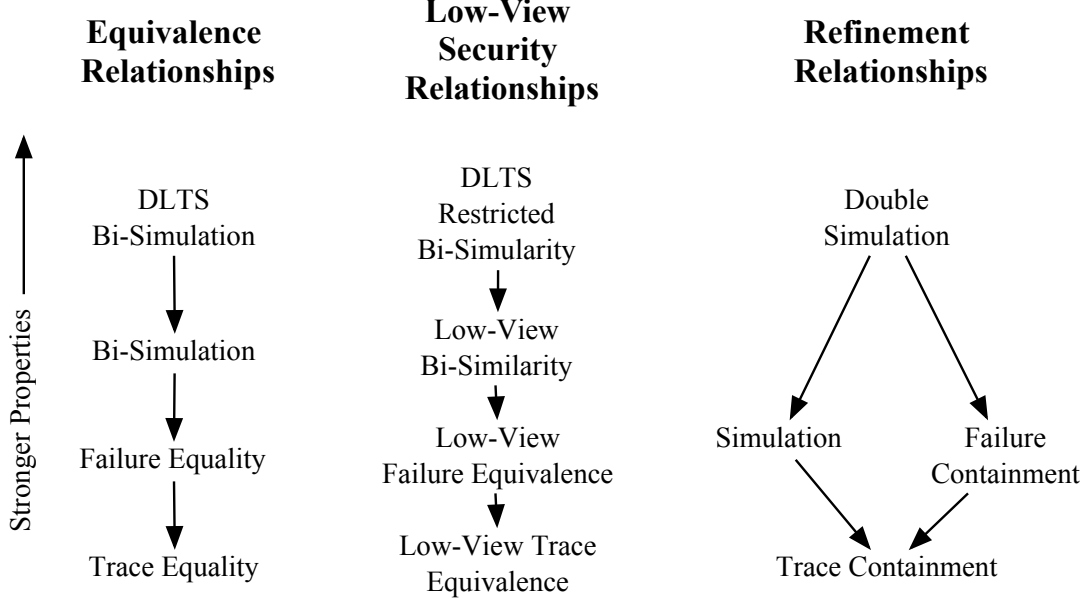 Equivalence
Relationships
Low-View
Security
Relationships
Refinement
Relationships
Stronger Properties
DLTS
Bi-Simulation
Bi-Simulation
Failure Equality
Trace Equality
DLTS
Restricted
Bi-Simularity
Low-View
Bi-Similarity
Low-View
Failure Equivalence
Low-View Trace
Equivalence
Double
Simulation
Simulation
Failure
Containment
Trace Containment